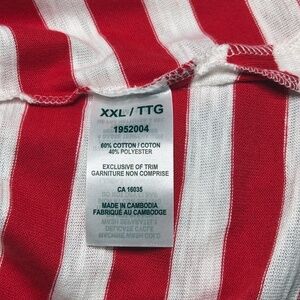 XXL / TTG
1952004
60% COTTON / COTON
40% POLYESTER
EXCLUSIVE OF TRIM
GARNITURE NON COMPRISE
CA 16035
MADE IN CAMBODIA
FABRIQUÉ AU CAMBODGE